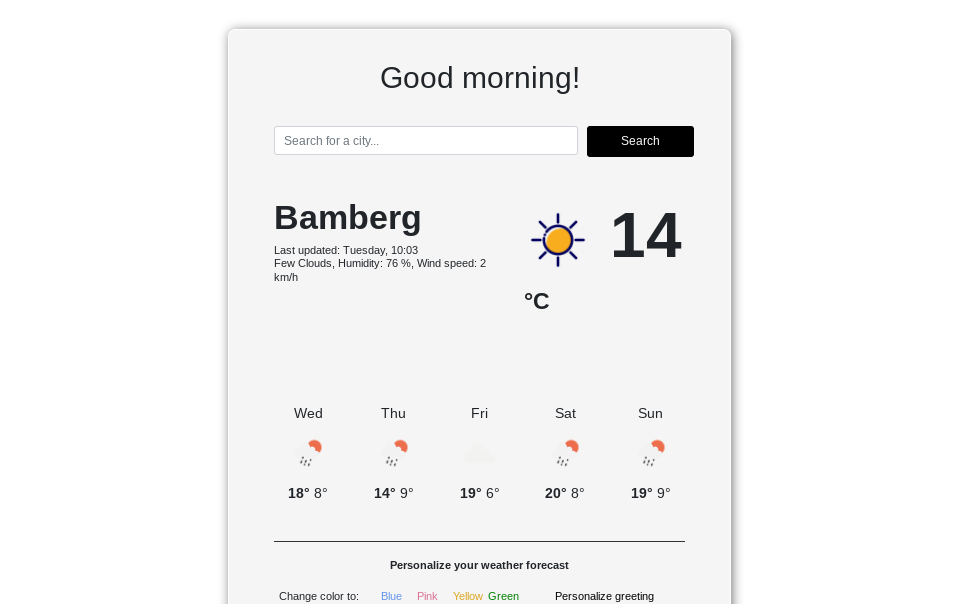 Good morning!
Search for a city...
Search
Bamberg
Last updated: Tuesday, 10:03
Few Clouds, Humidity: 76 %, Wind speed: 2
km/h
14
°C
Wed Thu Fri Sat Sun
18° 8° 14° 9° 19° 6° 20° 8° 19° 9°
Personalize your weather forecast
Change color to: Blue Pink Yellow Green Personalize greeting